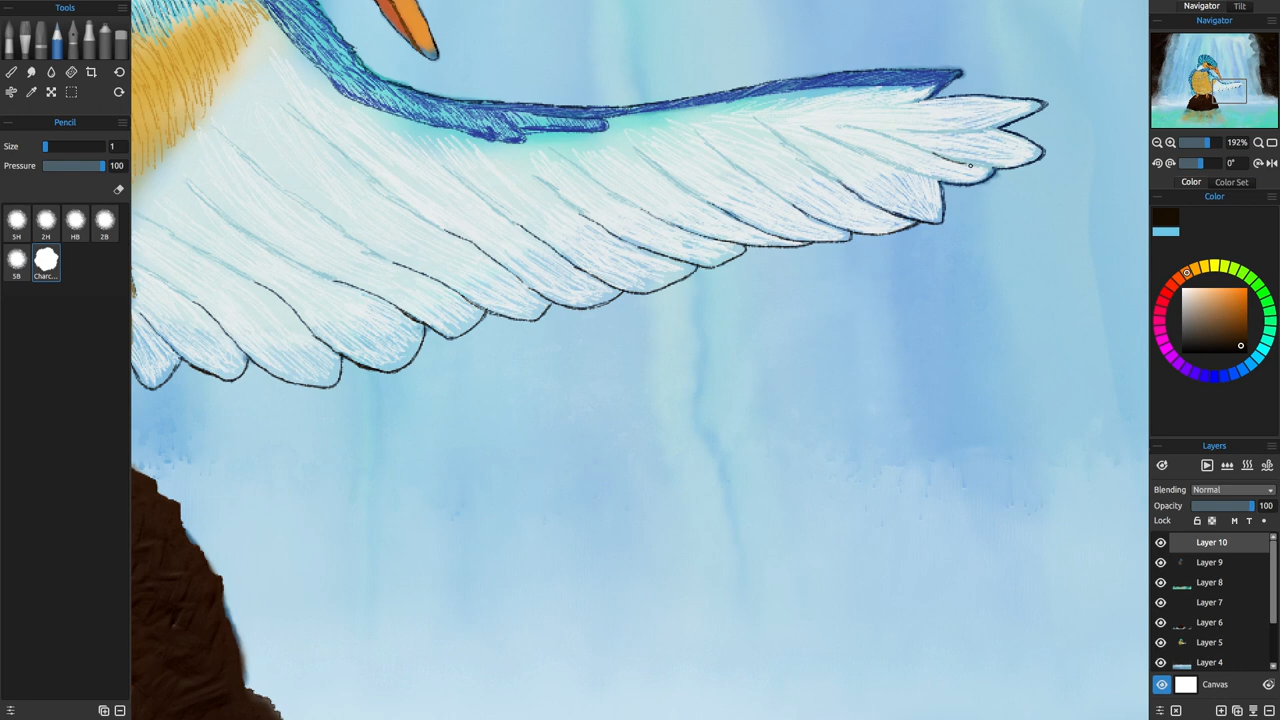 Tools
Pencil
Size 1
Pressure 100
5H 2H HB 2B
5B Charc...
Navigator Tilt
Navigator
192%
0°
Color Color Set
Color
Layers
Blending Normal
Opacity 100
Lock M T
Layer 10
Layer 9
Layer 8
Layer 7
Layer 6
Layer 5
Layer 4
Canvas